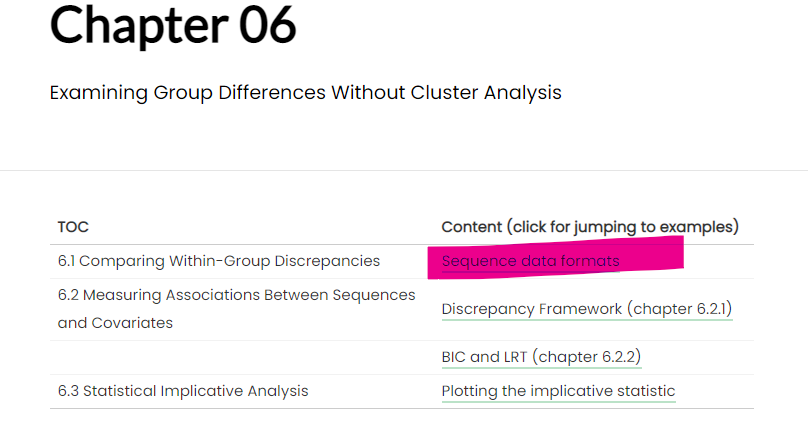 Chapter 06
Examining Group Differences Without Cluster Analysis
TOC
Content (click for jumping to examples)
6.1 Comparing Within-Group Discrepancies
Sequence data formats
6.2 Measuring Associations Between Sequences
and Covariates
Discrepancy Framework (chapter 6.2.1)
BIC and LRT (chapter 6.2.2)
6.3 Statistical Implicative Analysis
Plotting the implicative statistic